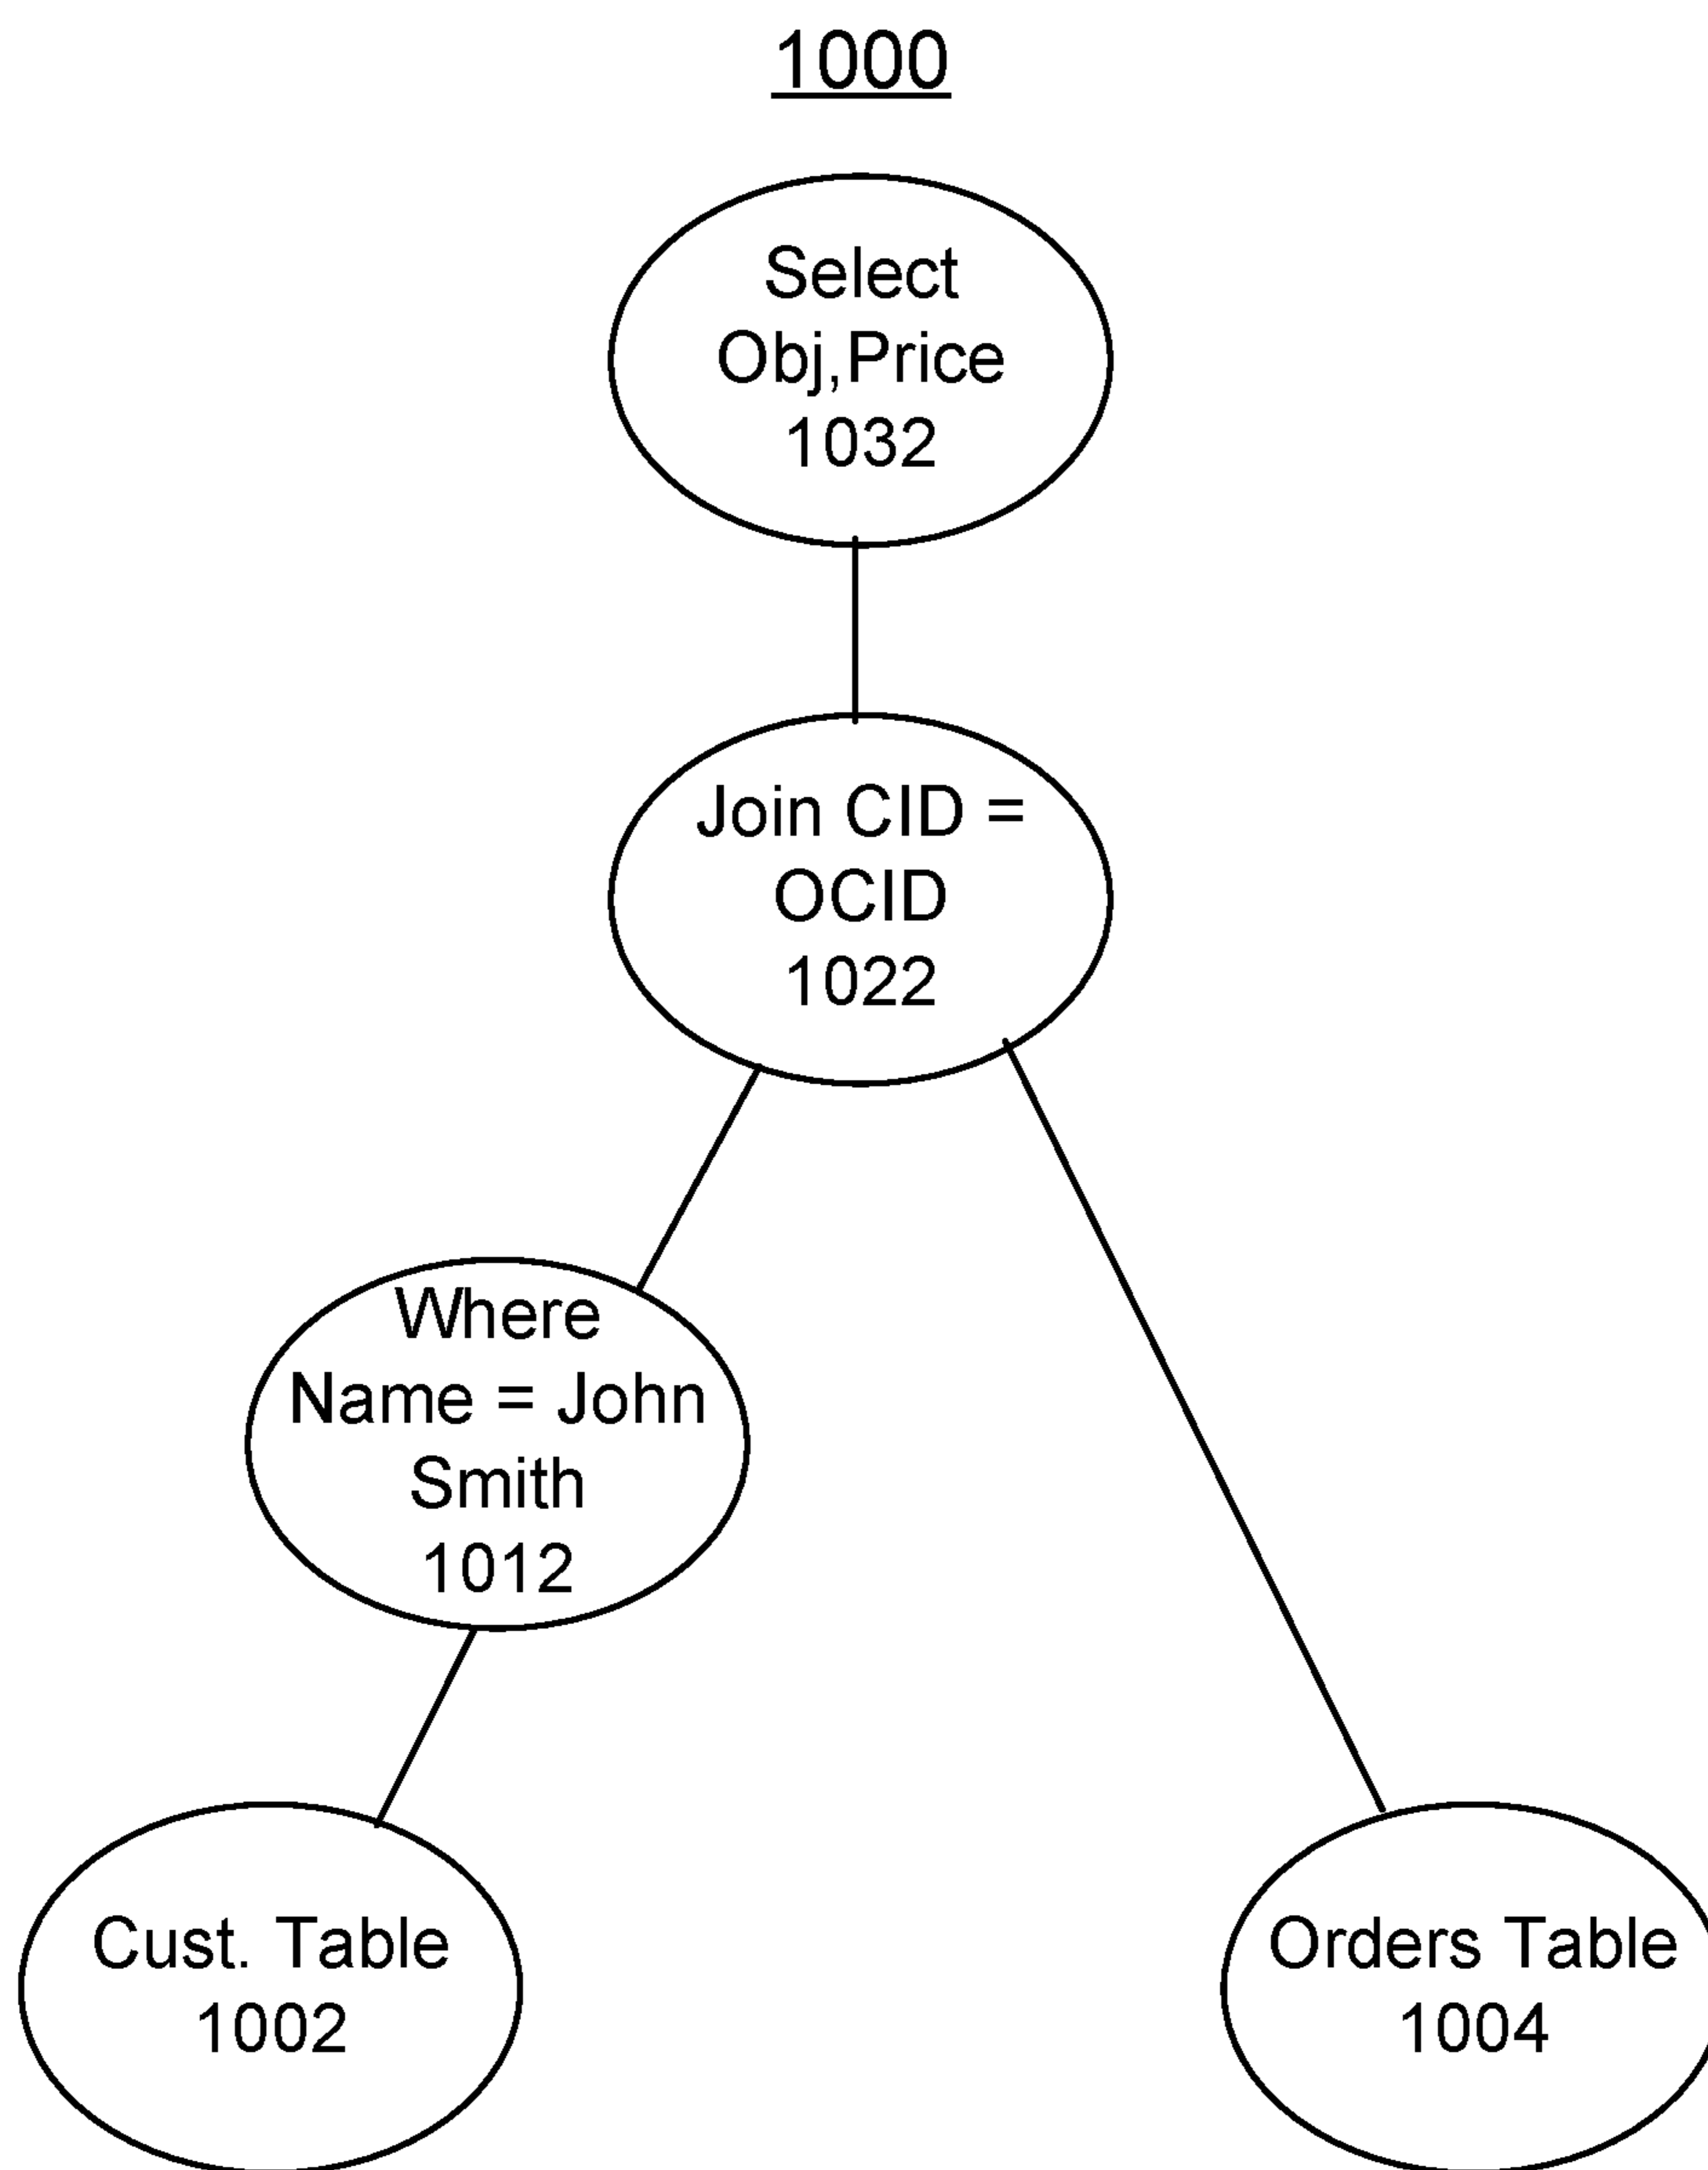 1000
Select
Obj,Price
1032
Join CID =
OCID
1022
Where
Name = John
Smith
1012
Cust. Table
1002
Orders Table
1004